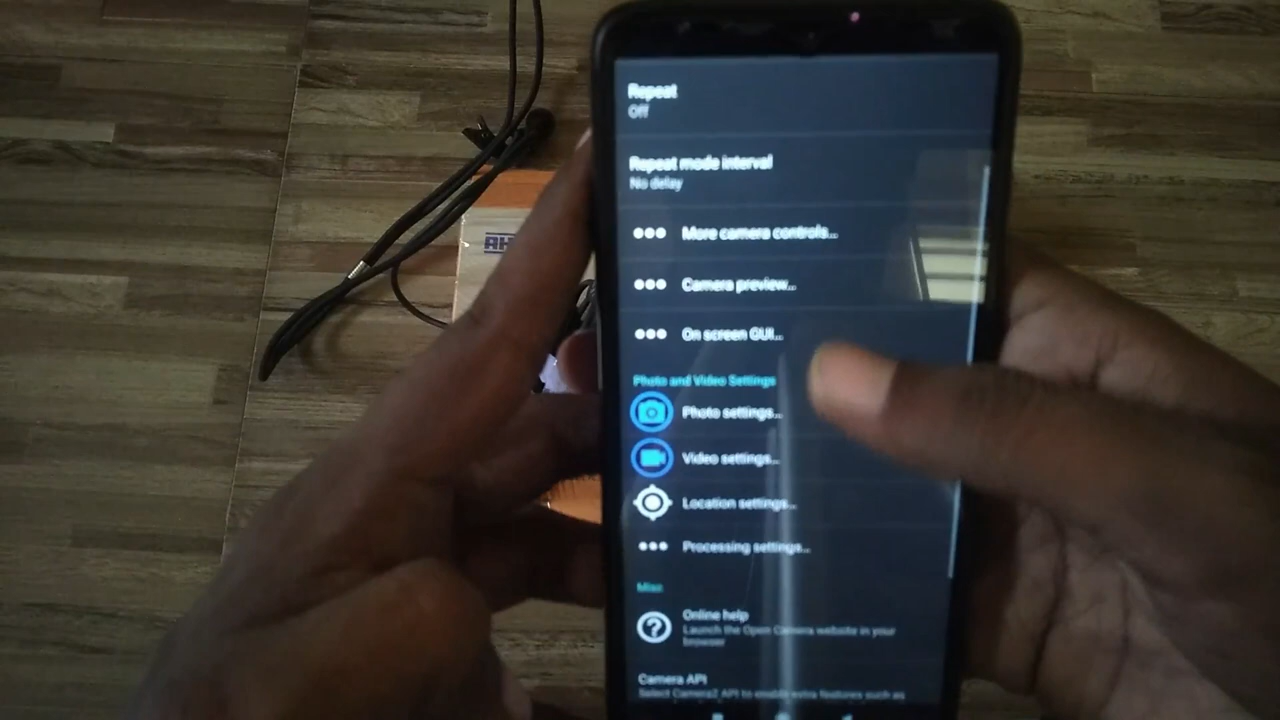 Repeat
Off
Repeat mode interval
No delay
More camera controls...
Camera preview...
On screen GUI...
Photo and Video Settings
Photo settings...
Video settings...
Location settings...
Processing settings...
Misc
Online help
Launch the Open Camera website in your
browser
Camera API
Select Camera2 API to enable extra features such as
AH